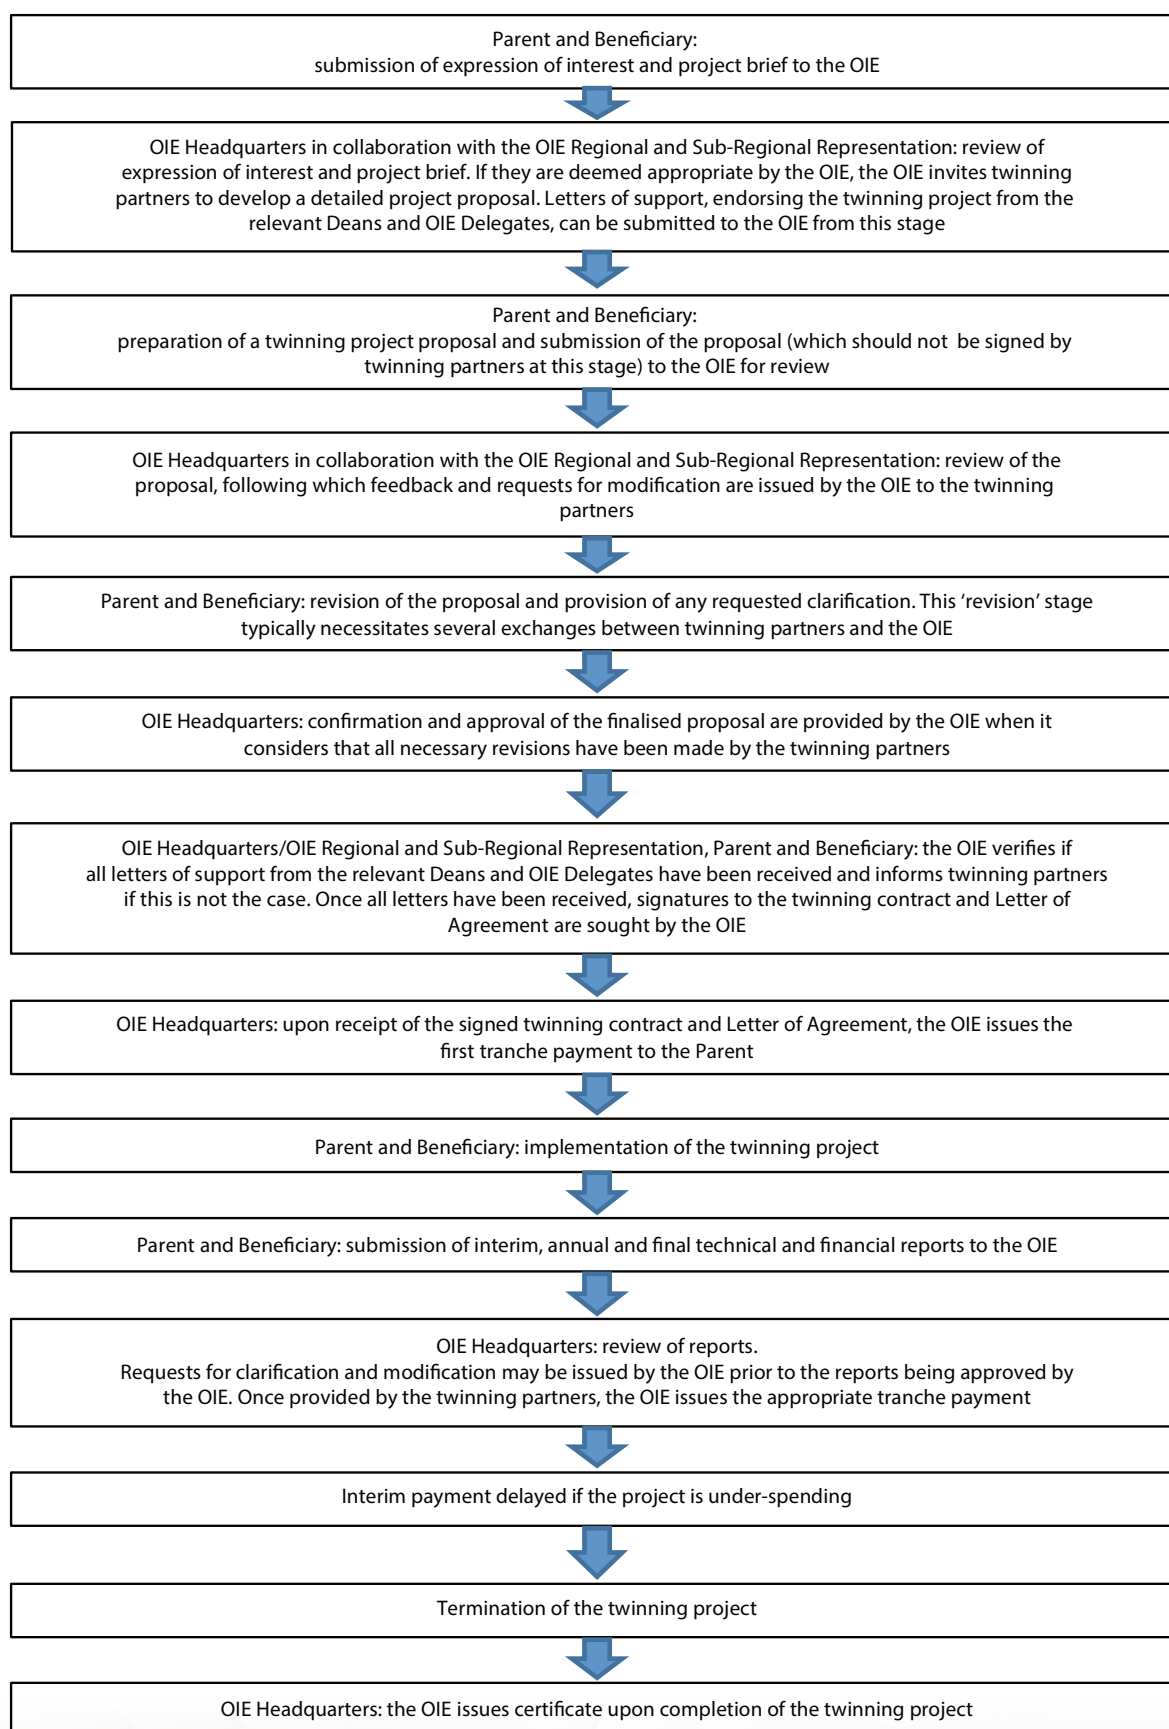 Parent and Beneficiary:
submission of expression of interest and project brief to the OIE
OIE Headquarters in collaboration with the OIE Regional and Sub-Regional Representation: review of
expression of interest and project brief. If they are deemed appropriate by the OIE, the OIE invites twinning
partners to develop a detailed project proposal. Letters of support, endorsing the twinning project from the
relevant Deans and OIE Delegates, can be submitted to the OIE from this stage
Parent and Beneficiary:
preparation of a twinning project proposal and submission of the proposal (which should not be signed by
twinning partners at this stage) to the OIE for review
OIE Headquarters in collaboration with the OIE Regional and Sub-Regional Representation: review of the
proposal, following which feedback and requests for modification are issued by the OIE to the twinning
partners
Parent and Beneficiary: revision of the proposal and provision of any requested clarification. This ‘revision’ stage
typically necessitates several exchanges between twinning partners and the OIE
OIE Headquarters: confirmation and approval of the finalised proposal are provided by the OIE when it
considers that all necessary revisions have been made by the twinning partners
OIE Headquarters/OIE Regional and Sub-Regional Representation, Parent and Beneficiary: the OIE verifies if
all letters of support from the relevant Deans and OIE Delegates have been received and informs twinning partners
if this is not the case. Once all letters have been received, signatures to the twinning contract and Letter of
Agreement are sought by the OIE
OIE Headquarters: upon receipt of the signed twinning contract and Letter of Agreement, the OIE issues the
first tranche payment to the Parent
Parent and Beneficiary: implementation of the twinning project
Parent and Beneficiary: submission of interim, annual and final technical and financial reports to the OIE
OIE Headquarters: review of reports.
Requests for clarification and modification may be issued by the OIE prior to the reports being approved by
the OIE. Once provided by the twinning partners, the OIE issues the appropriate tranche payment
Interim payment delayed if the project is under-spending
Termination of the twinning project
OIE Headquarters: the OIE issues certificate upon completion of the twinning project